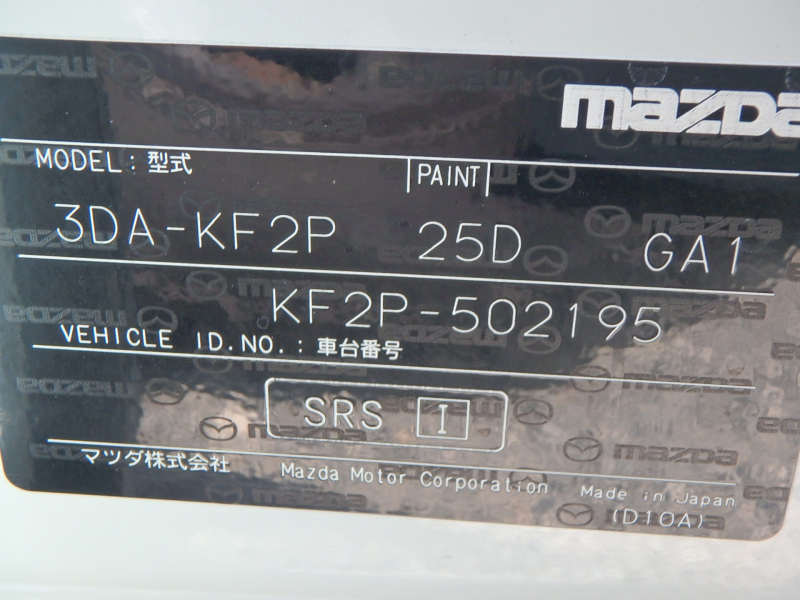 mazda
MODEL：型式 PAINT
3DA-KF2P 25D GA1
KF2P-502195
VEHICLE ID.NO.：車台番号
SRS I
マツダ株式会社 Mazda Motor Corporation Made in Japan
(D10A)